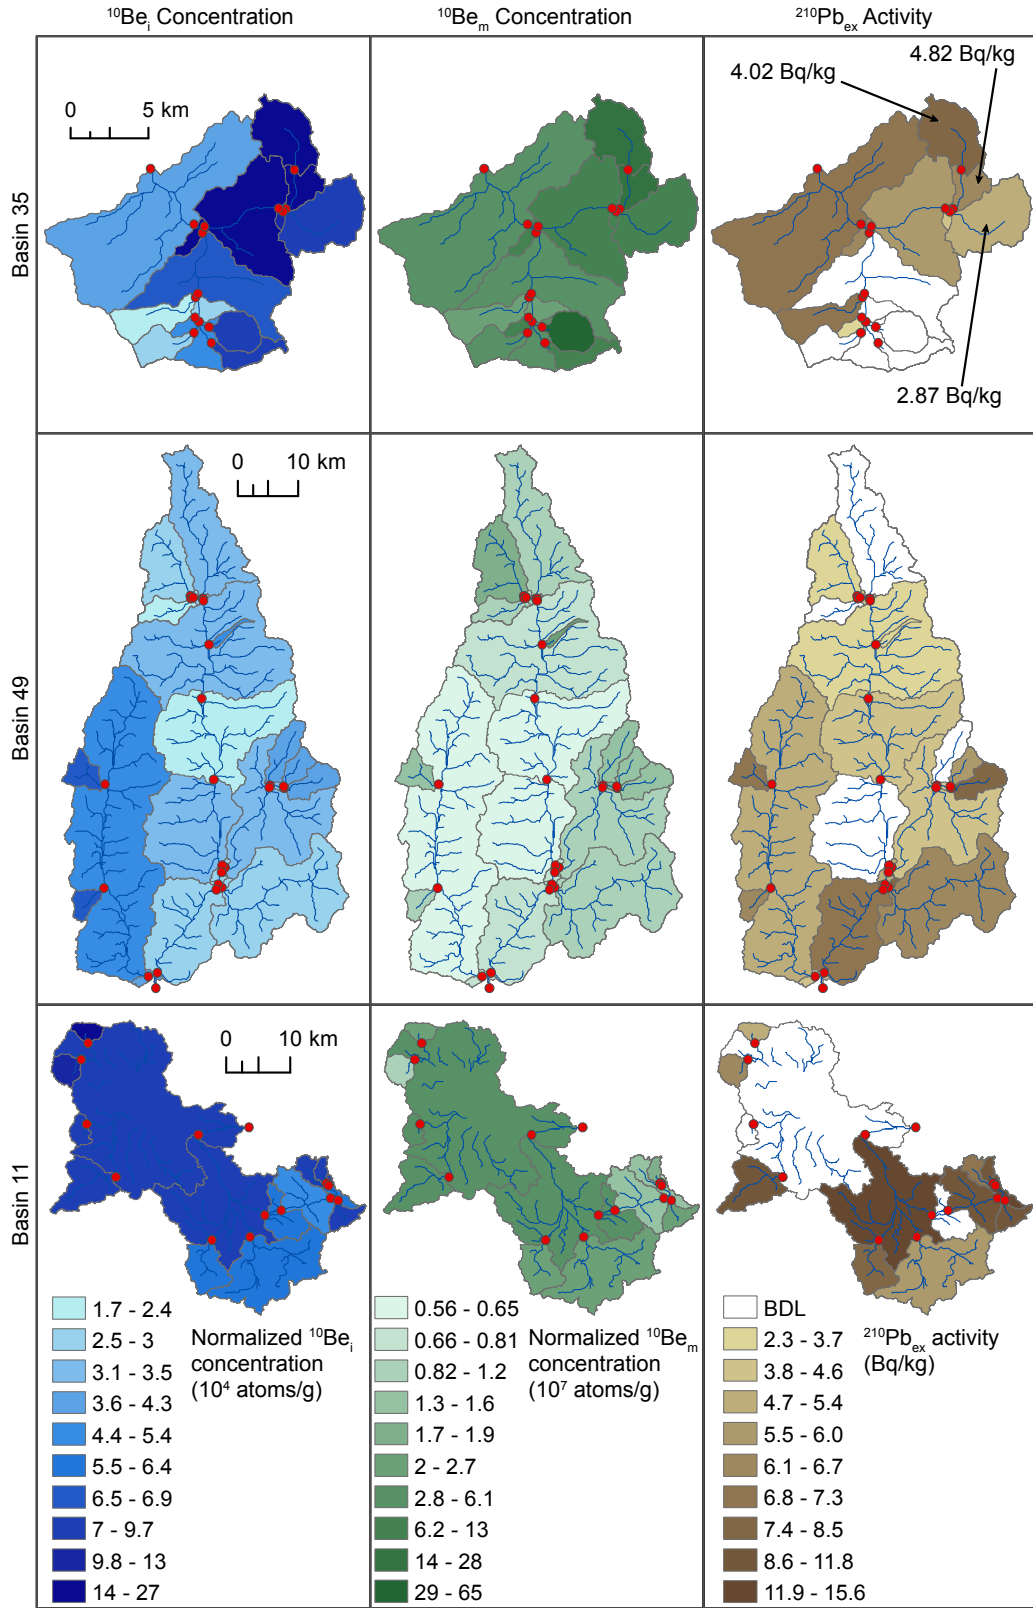 ¹⁰Beᵢ Concentration
¹⁰Beₘ Concentration
²¹⁰Pbₑₓ Activity
Basin 35
0 5 km
4.02 Bq/kg
4.82 Bq/kg
2.87 Bq/kg
Basin 49
0 10 km
Basin 11
0 10 km
1.7 - 2.4
2.5 - 3
3.1 - 3.5
3.6 - 4.3
4.4 - 5.4
5.5 - 6.4
6.5 - 6.9
7 - 9.7
9.8 - 13
14 - 27
Normalized ¹⁰Beᵢ
concentration
(10⁴ atoms/g)
0.56 - 0.65
0.66 - 0.81
0.82 - 1.2
1.3 - 1.6
1.7 - 1.9
2 - 2.7
2.8 - 6.1
6.2 - 13
14 - 28
29 - 65
Normalized ¹⁰Beₘ
concentration
(10⁷ atoms/g)
BDL
2.3 - 3.7
3.8 - 4.6
4.7 - 5.4
5.5 - 6.0
6.1 - 6.7
6.8 - 7.3
7.4 - 8.5
8.6 - 11.8
11.9 - 15.6
²¹⁰Pbₑₓ activity
(Bq/kg)